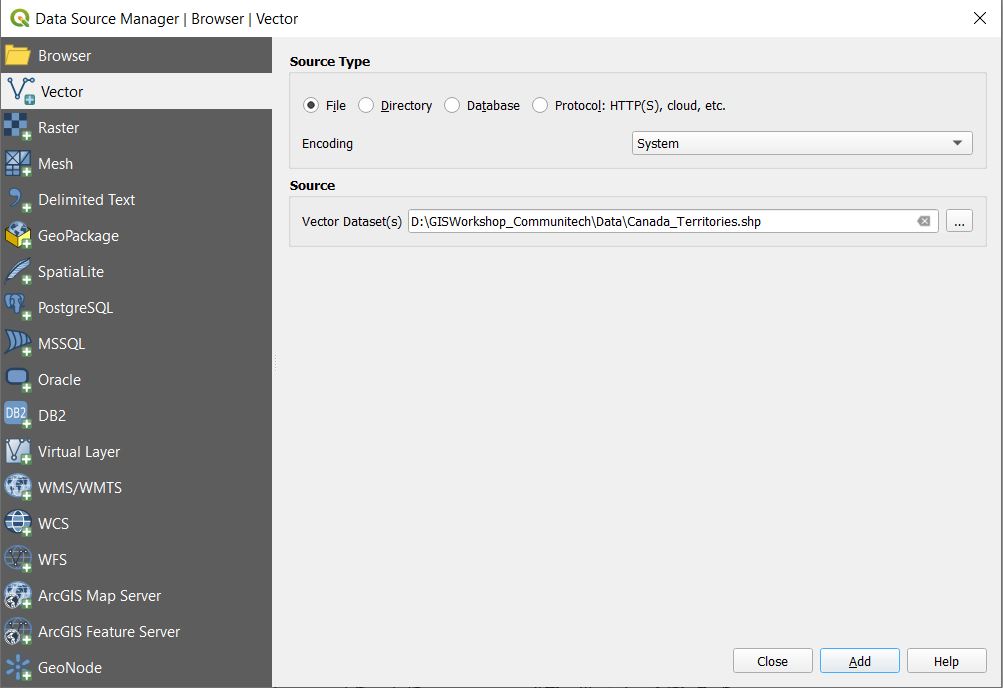 Data Source Manager | Browser | Vector
Browser
Vector
Raster
Mesh
Delimited Text
GeoPackage
SpatiaLite
PostgreSQL
MSSQL
Oracle
DB2
DB2
Virtual Layer
WMS/WMTS
WCS
WFS
ArcGIS Map Server
ArcGIS Feature Server
GeoNode
Source Type
File Directory Database Protocol: HTTP(S), cloud, etc.
Encoding System
Source
Vector Dataset(s) D:\GISWorkshop_Communitech\Data\Canada_Territories.shp ...
Close Add Help